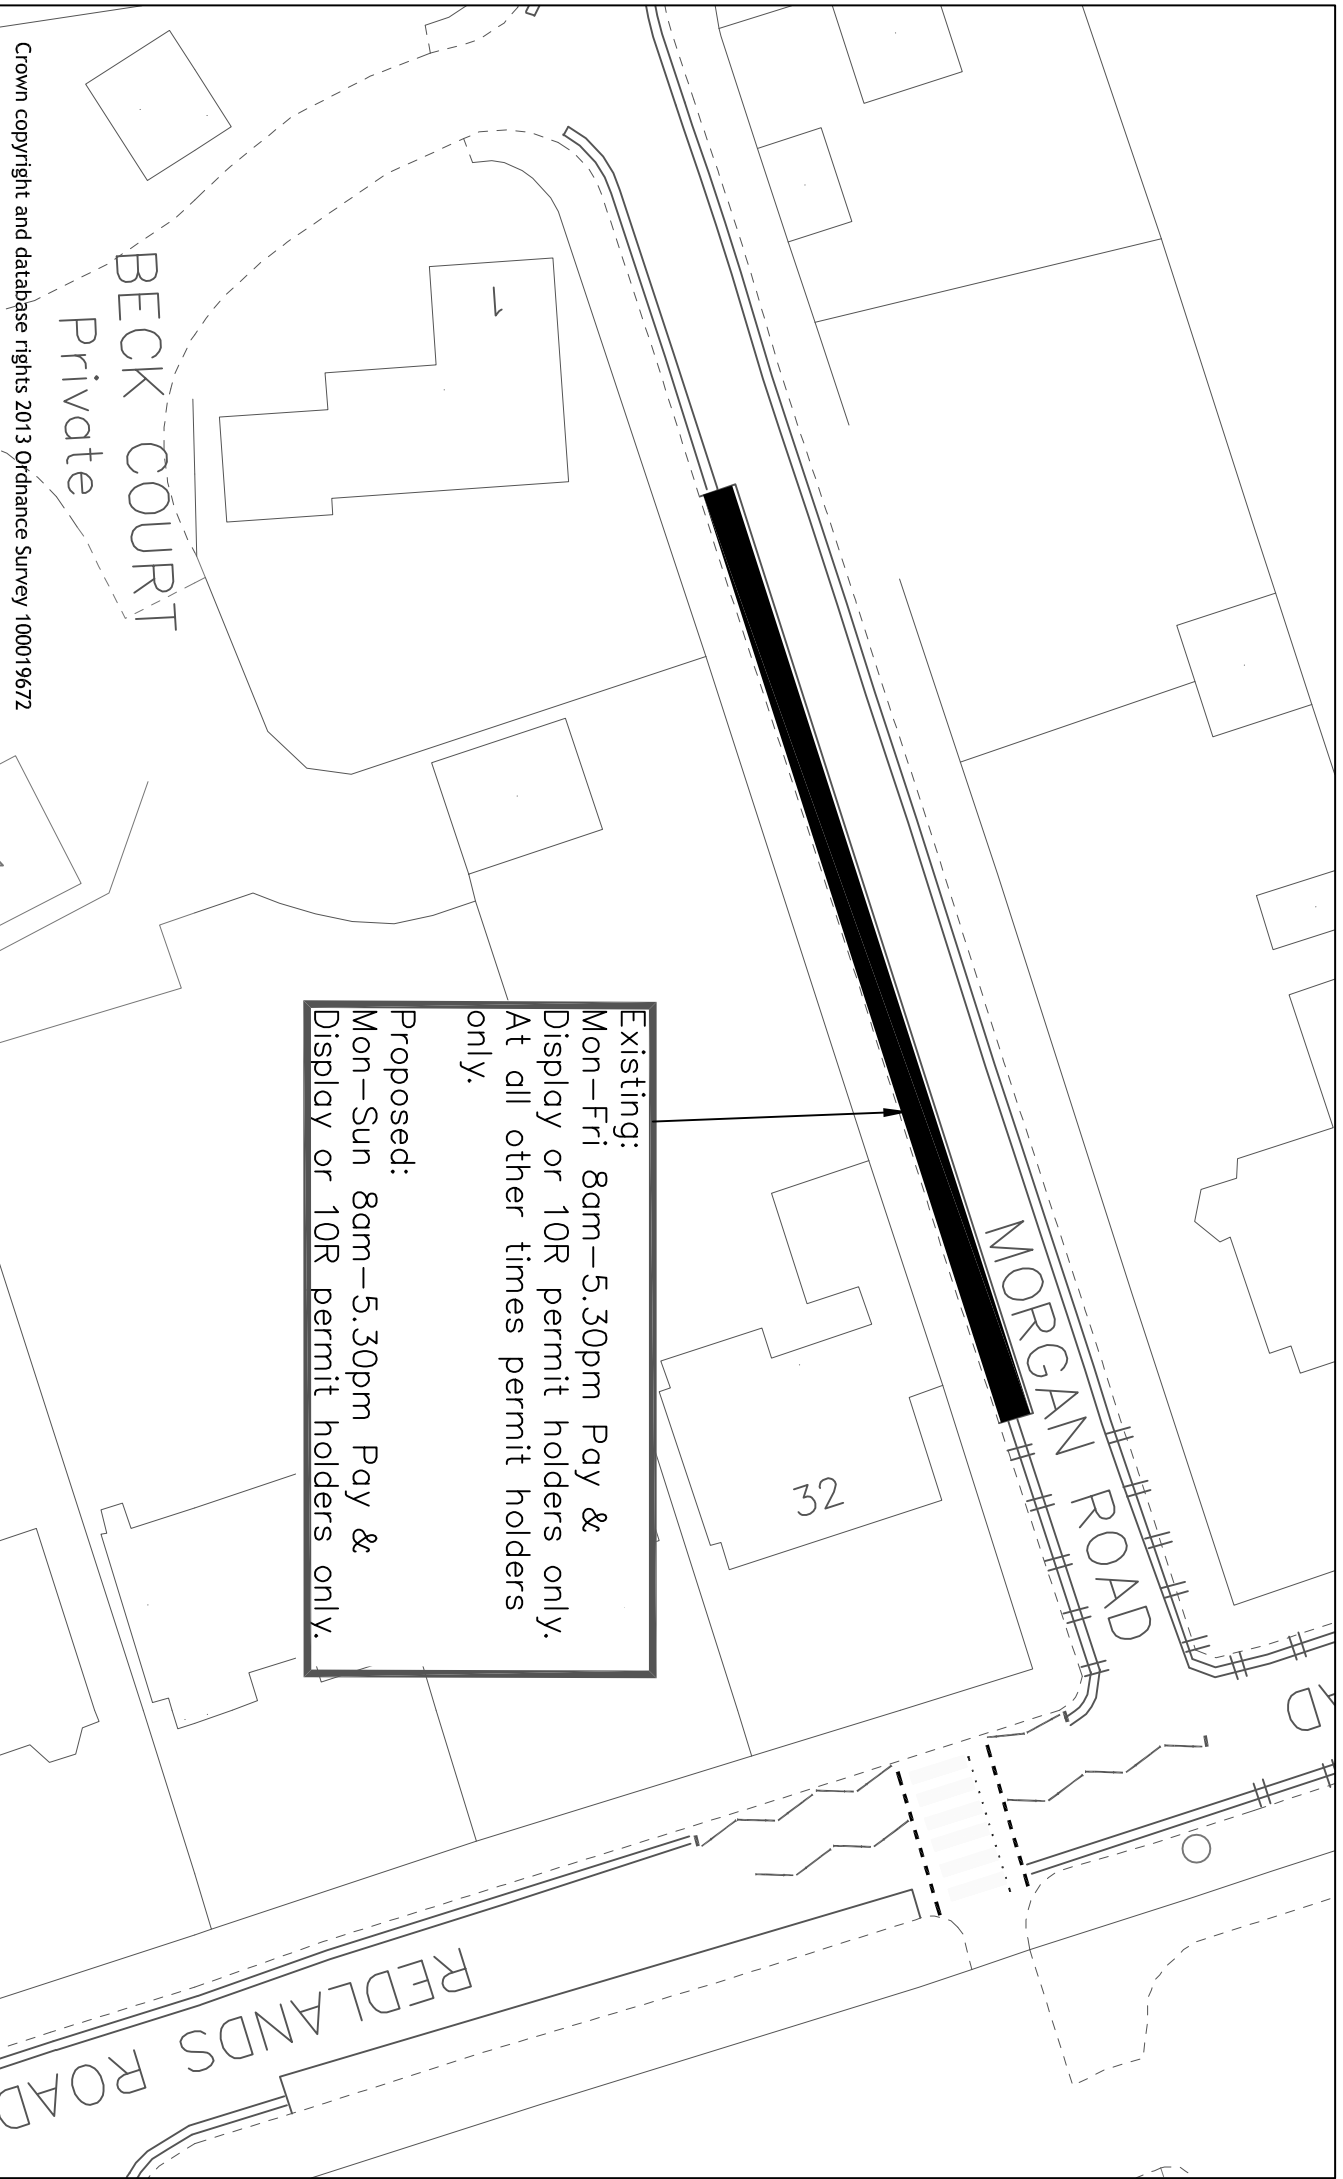 MORGAN ROAD
Existing:
Mon-Fri 8am-5.30pm Pay &
Display or 10R permit holders only.
At all other times permit holders
only.
Proposed:
Mon-Sun 8am-5.30pm Pay &
Display or 10R permit holders only.
1
32
BECK COURT
Private
REDLANDS ROAD
AD
Crown copyright and database rights 2013 Ordnance Survey 100019672